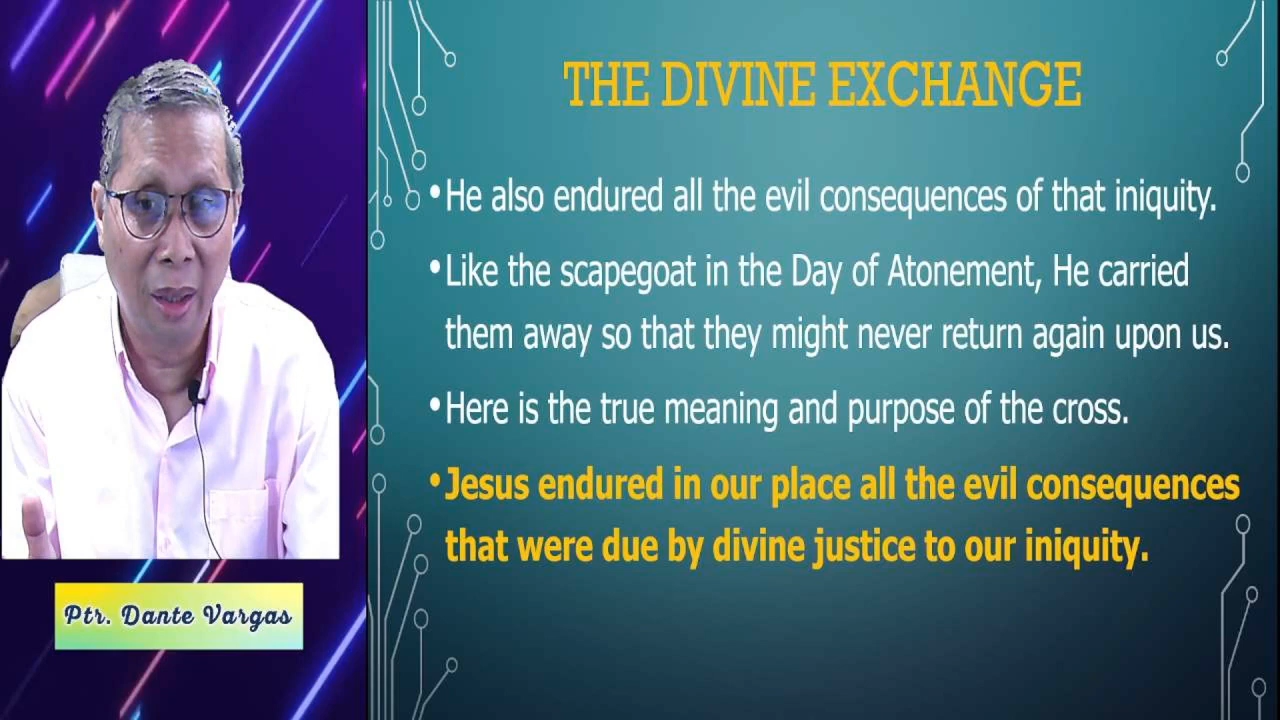 THE DIVINE EXCHANGE
•He also endured all the evil consequences of that iniquity.
•Like the scapegoat in the Day of Atonement, He carried
them away so that they might never return again upon us.
•Here is the true meaning and purpose of the cross.
•Jesus endured in our place all the evil consequences
that were due by divine justice to our iniquity.
Ptr. Dante Vargas